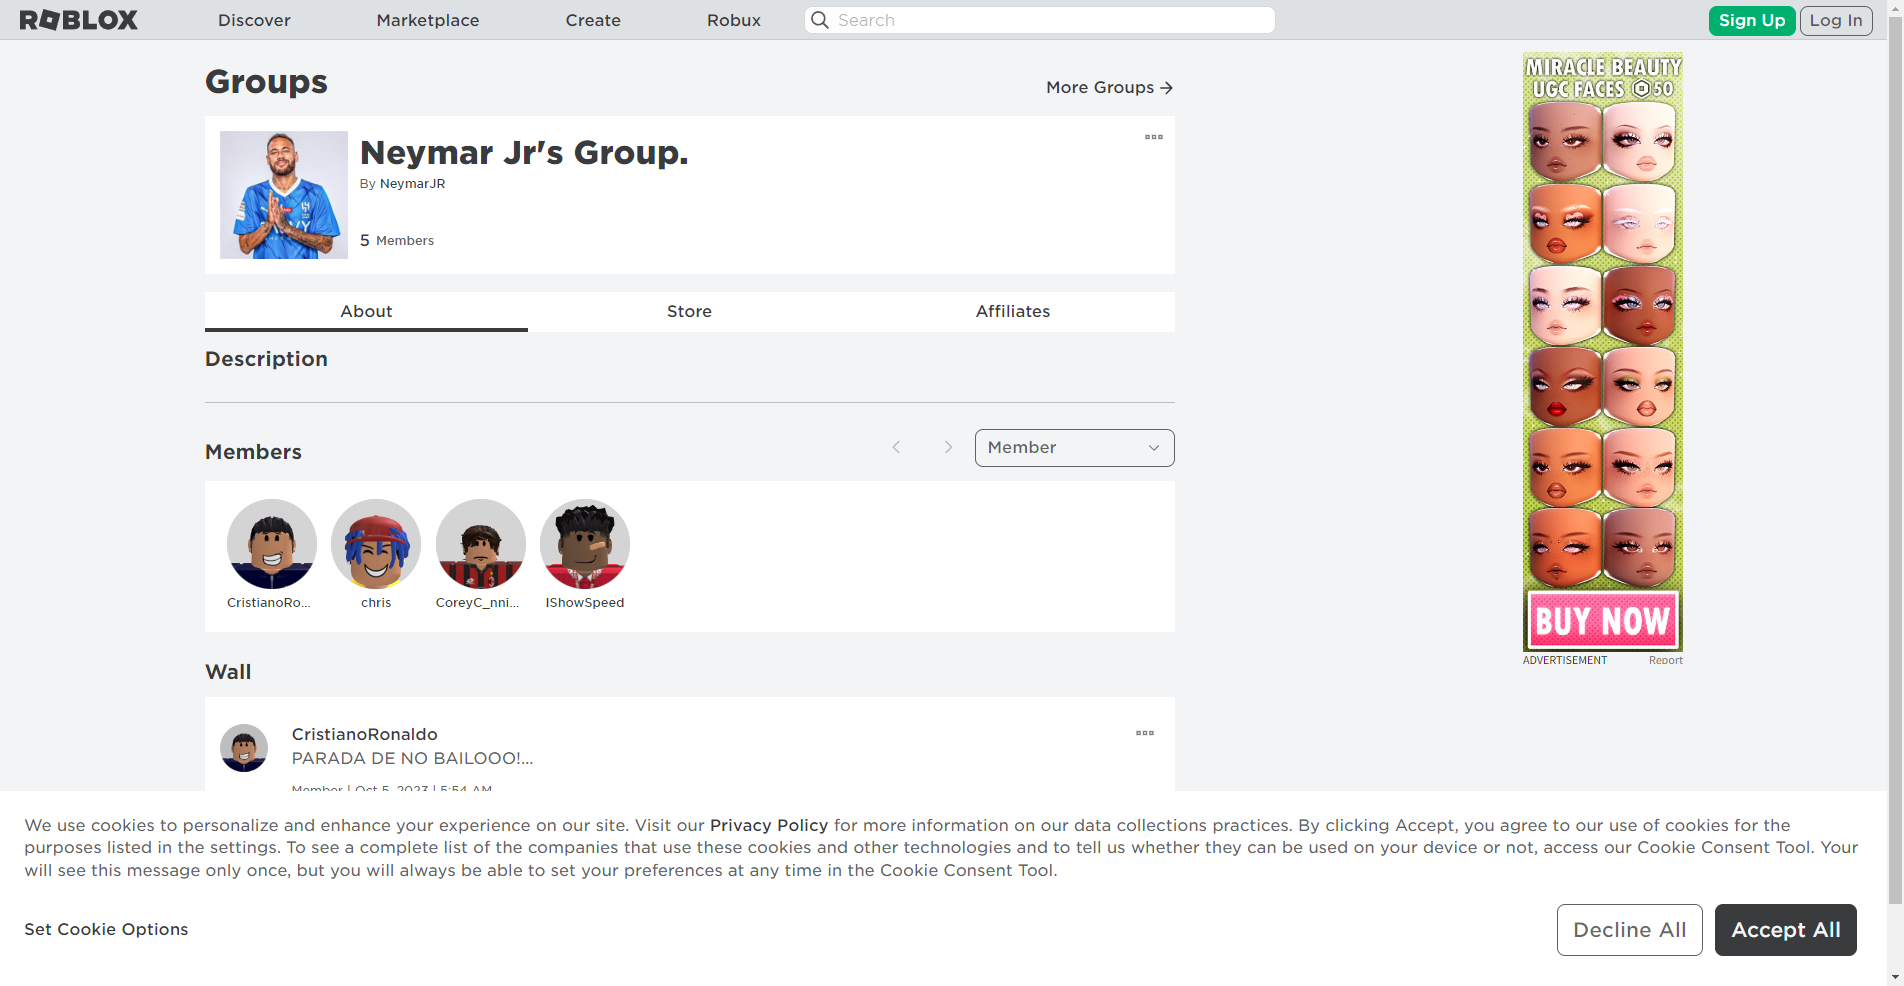 ROBLOX
Discover
Marketplace
Create
Robux
Search
Sign Up
Log In
Groups
More Groups →
Neymar Jr's Group.
By NeymarJR
5 Members
About
Store
Affiliates
Description
Members
Member
CristianoRo...
chris
CoreyC_nni...
IShowSpeed
Wall
CristianoRonaldo
PARADA DE NO BAILOOO!...
Member | Oct 5, 2023 | 5:54 AM
MIRACLE BEAUTY
UGC FACES 50
BUY NOW
ADVERTISEMENT
Report
We use cookies to personalize and enhance your experience on our site. Visit our Privacy Policy for more information on our data collections practices. By clicking Accept, you agree to our use of cookies for the
purposes listed in the settings. To see a complete list of the companies that use these cookies and other technologies and to tell us whether they can be used on your device or not, access our Cookie Consent Tool. Your
will see this message only once, but you will always be able to set your preferences at any time in the Cookie Consent Tool.
Set Cookie Options
Decline All
Accept All